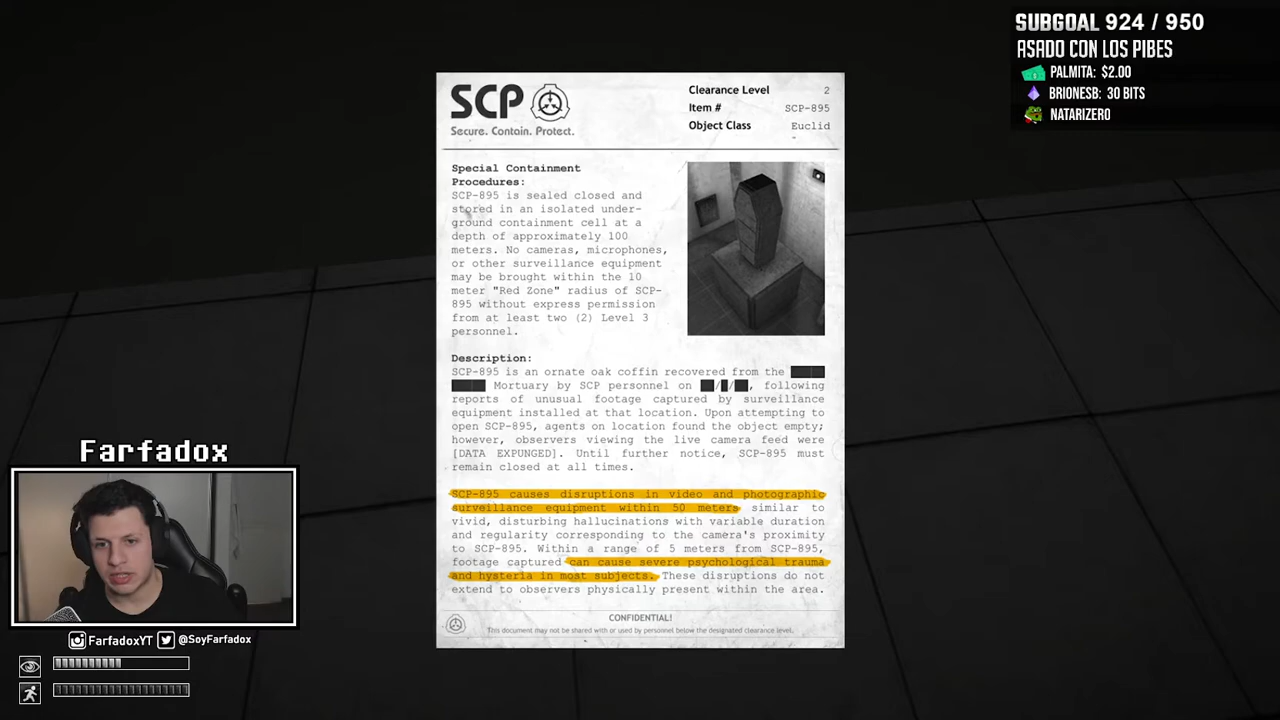 SUBGOAL 924 / 950
ASADO CON LOS PIBES
PALMITA: $2.00
BRIONESB: 30 BITS
NATARIZERO
SCP
Secure. Contain. Protect.
Clearance Level 2
Item # SCP-895
Object Class Euclid
Special Containment
Procedures:
SCP-895 is sealed closed and
stored in an isolated under-
ground containment cell at a
depth of approximately 100
meters. No cameras, microphones,
or other surveillance equipment
may be brought within the 10
meter "Red Zone" radius of SCP-
895 without express permission
from at least two (2) Level 3
personnel.
Description:
SCP-895 is an ornate oak coffin recovered from the
Mortuary by SCP personnel on / / , following
reports of unusual footage captured by surveillance
equipment installed at that location. Upon attempting to
open SCP-895, agents on location found the object empty;
however, observers viewing the live camera feed were
[DATA EXPUNGED]. Until further notice, SCP-895 must
remain closed at all times.
SCP-895 causes disruptions in video and photographic
surveillance equipment within 50 meters similar to
vivid, disturbing hallucinations with variable duration
and regularity corresponding to the camera's proximity
to SCP-895. Within a range of 5 meters from SCP-895,
footage captured can cause severe psychological trauma
and hysteria in most subjects. These disruptions do not
extend to observers physically present within the area.
CONFIDENTIAL!
This document may not be shared with or used by personnel below the designated clearance level.
Farfadox
FarfadoxYT @SoyFarfadox